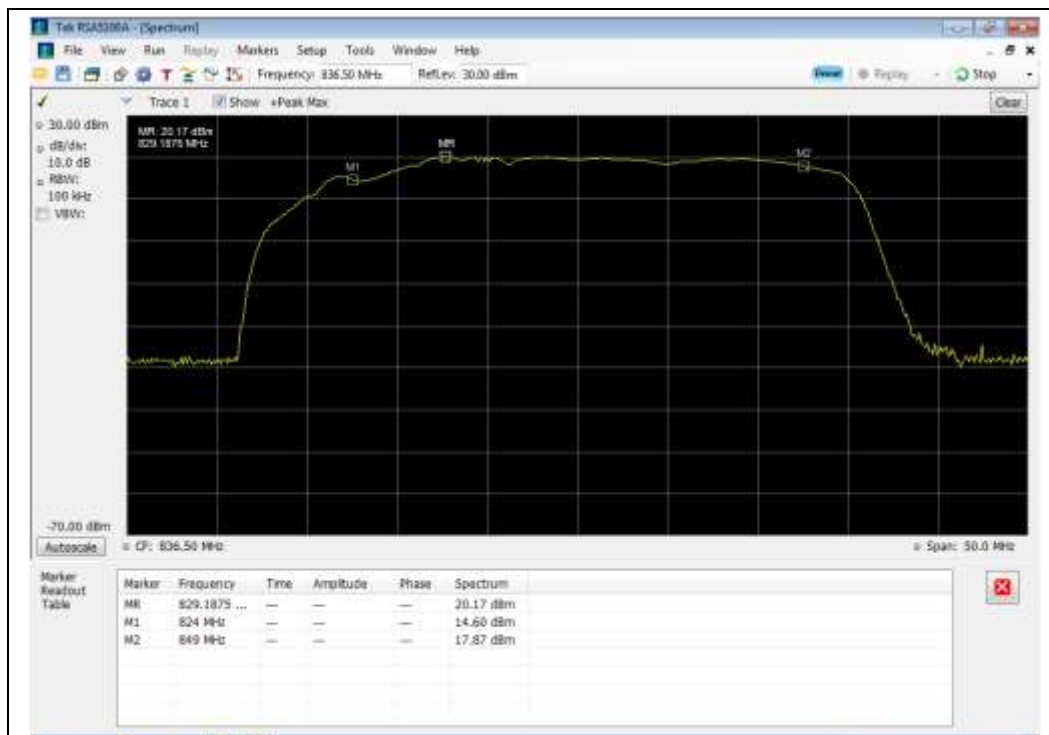 Tek RSA5100A - [Spectrum]
File View Run Replay Markers Setup Tools Window Help
Frequency: 836.50 MHz RefLev: 30.00 dBm Preset Replay Stop
Trace 1 Show +Peak Max Clear
30.00 dBm
dB/div:
10.0 dB
RBW:
100 kHz
VBW:
-70.00 dBm
MR: 20.17 dBm
829.1875 MHz
M1
MR
M2
Autoscale CF: 836.50 MHz Span: 50.0 MHz
Marker Readout Table
Marker Frequency Time Amplitude Phase Spectrum
MR 829.1875 ... --- --- --- 20.17 dBm
M1 824 MHz --- --- --- 14.60 dBm
M2 849 MHz --- --- --- 17.87 dBm